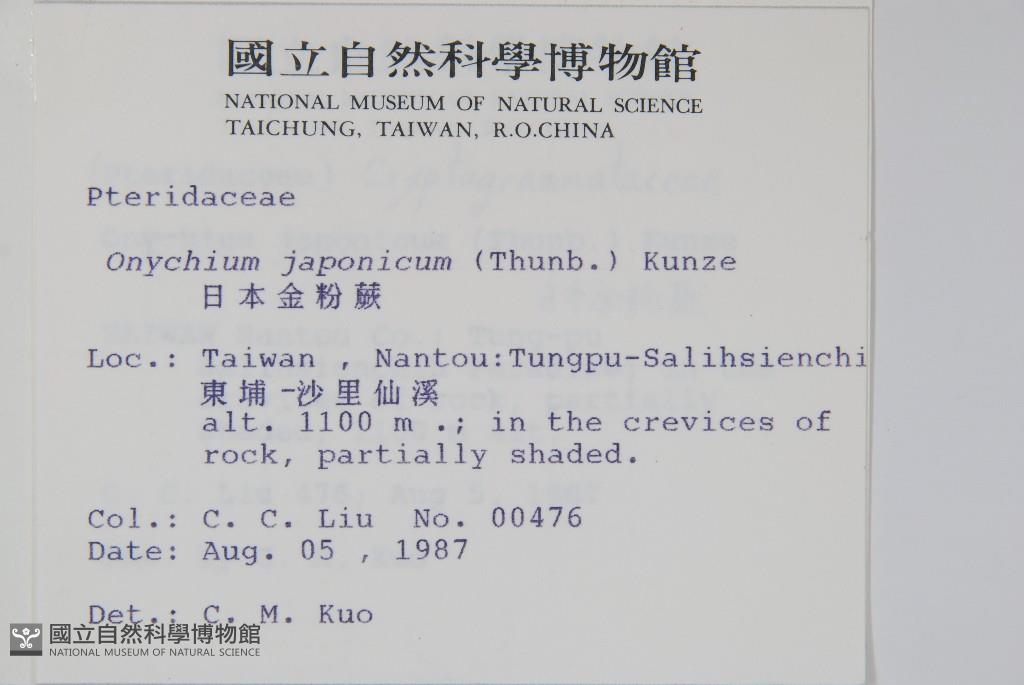 國立自然科學博物館
NATIONAL MUSEUM OF NATURAL SCIENCE
TAICHUNG, TAIWAN, R.O.CHINA
Pteridaceae
Onychium japonicum (Thunb.) Kunze
日本金粉蕨
Loc.: Taiwan , Nantou:Tungpu-Salihsienchi
東埔-沙里仙溪
alt. 1100 m .; in the crevices of
rock, partially shaded.
Col.: C. C. Liu No. 00476
Date: Aug. 05 , 1987
Det.: C. M. Kuo
國立自然科學博物館
NATIONAL MUSEUM OF NATURAL SCIENCE